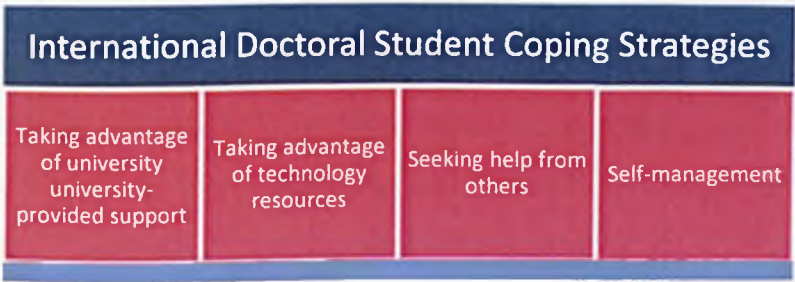 International Doctoral Student Coping Strategies
Taking advantage
of university
university-
provided support
Taking advantage
of technology
resources
Seeking help from
others
Self-management